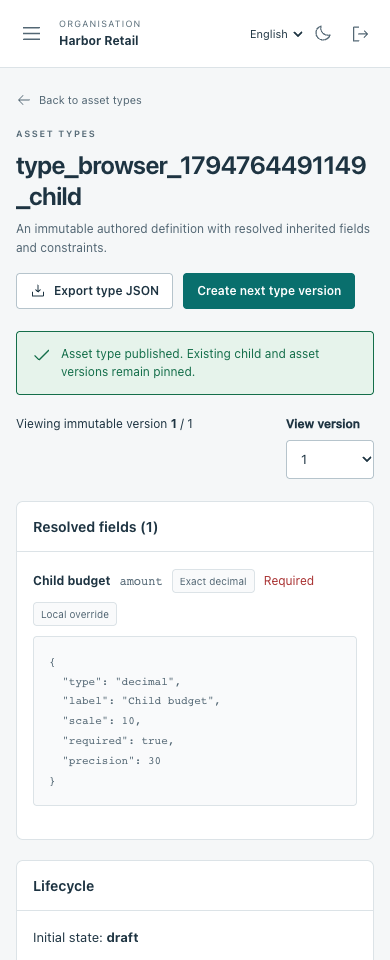 ORGANISATION
Harbor Retail
English
Back to asset types
ASSET TYPES
type_browser_1794764491149
_child
An immutable authored definition with resolved inherited fields
and constraints.
Export type JSON
Create next type version
Asset type published. Existing child and asset
versions remain pinned.
Viewing immutable version 1 / 1
View version
1
Resolved fields (1)
Child budget amount Exact decimal Required
Local override
{
  "type": "decimal",
  "label": "Child budget",
  "scale": 10,
  "required": true,
  "precision": 30
}
Lifecycle
Initial state: draft